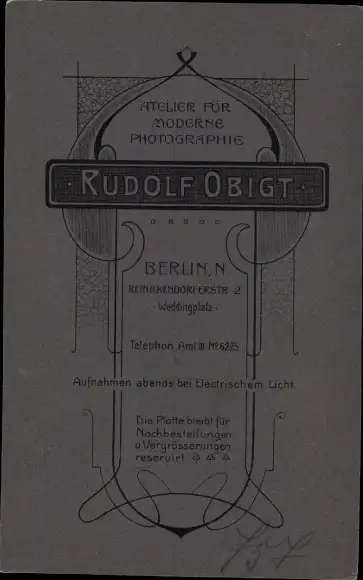 ATELIER FÜR
MODERNE
PHOTOGRAPHIE
· RUDOLF OBIGT ·
BERLIN, N
REINICKENDORFERSTR 2
· Weddingplatz ·
Telephon Amt III No 6225
Aufnahmen abends bei Electrischem Licht.
Die Platte bleibt für
Nachbestellungen
u Vergrösserungen
reservirt